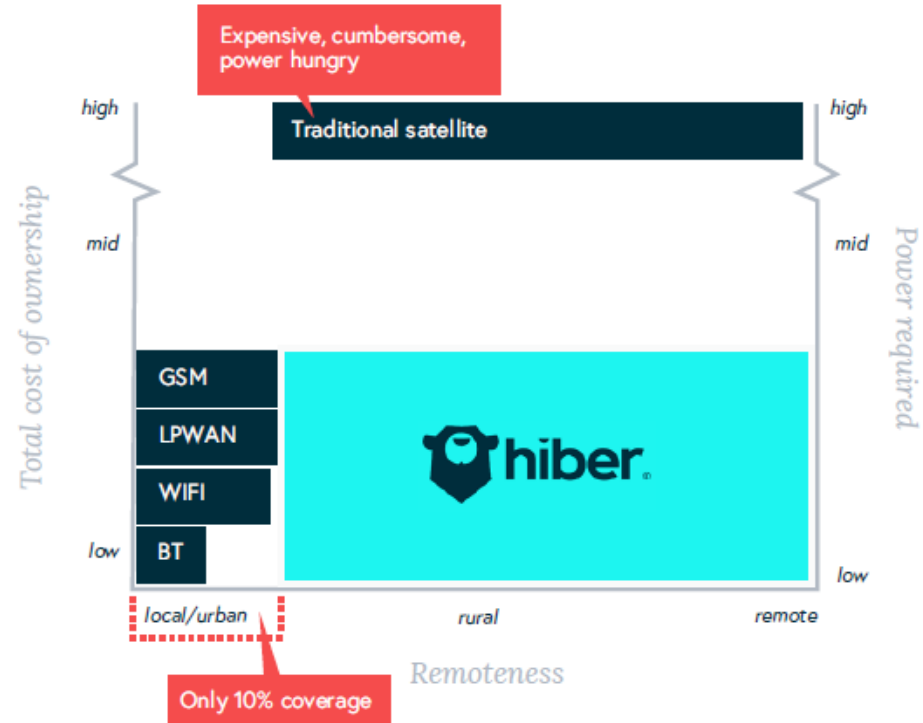 Expensive, cumbersome,
power hungry
high
high
Traditional satellite
Total cost of ownership
mid
mid
Power required
GSM
LPWAN
WIFI
hiber
low
BT
low
local/urban
rural
remote
Remoteness
Only 10% coverage